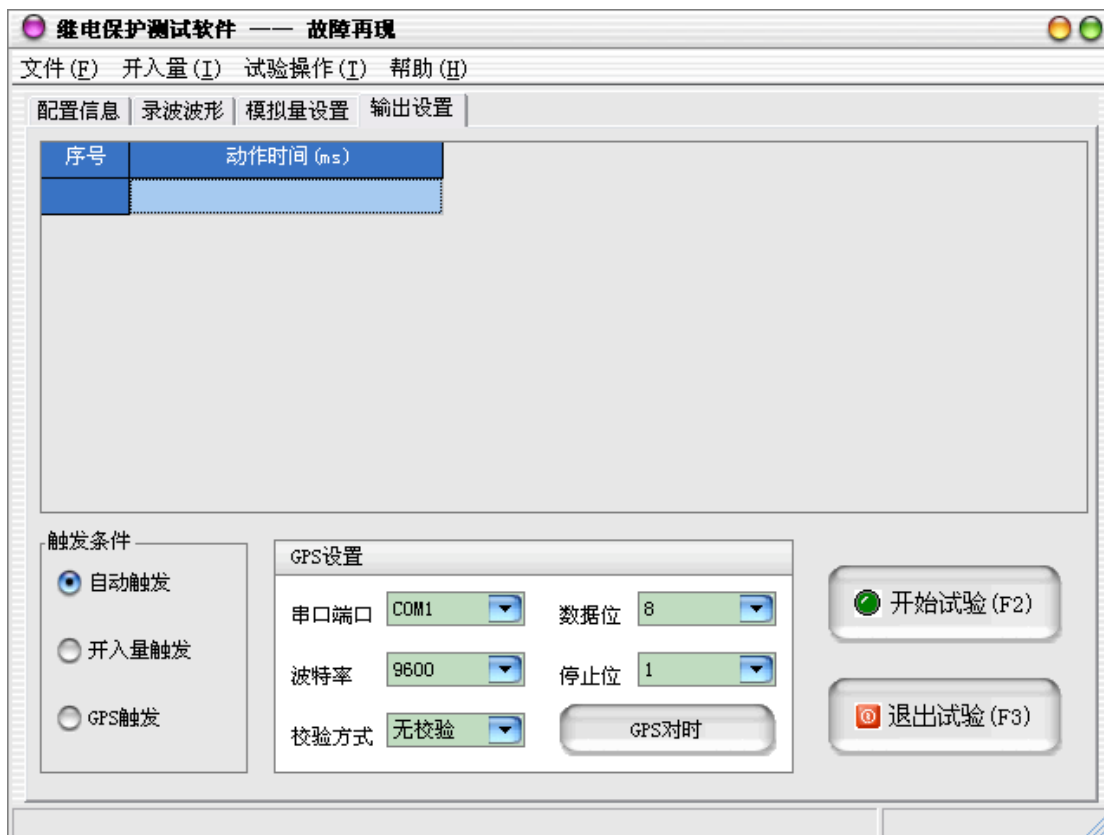 继电保护测试软件 —— 故障再现
文件(F) 开入量(I) 试验操作(T) 帮助(H)
配置信息 录波波形 模拟量设置 输出设置
序号 动作时间(ms)
触发条件
自动触发
开入量触发
GPS触发
GPS设置
串口端口 COM1 数据位 8
波特率 9600 停止位 1
校验方式 无校验 GPS对时
开始试验(F2)
退出试验(F3)